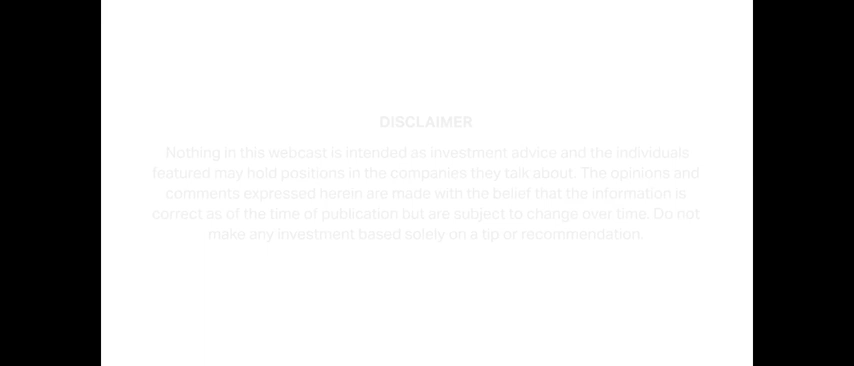 DISCLAIMER
Nothing in this webcast is intended as investment advice and the individuals
featured may hold positions in the companies they talk about. The opinions and
comments expressed herein are made with the belief that the information is
correct as of the time of publication but are subject to change over time. Do not
make any investment based solely on a tip or recommendation.